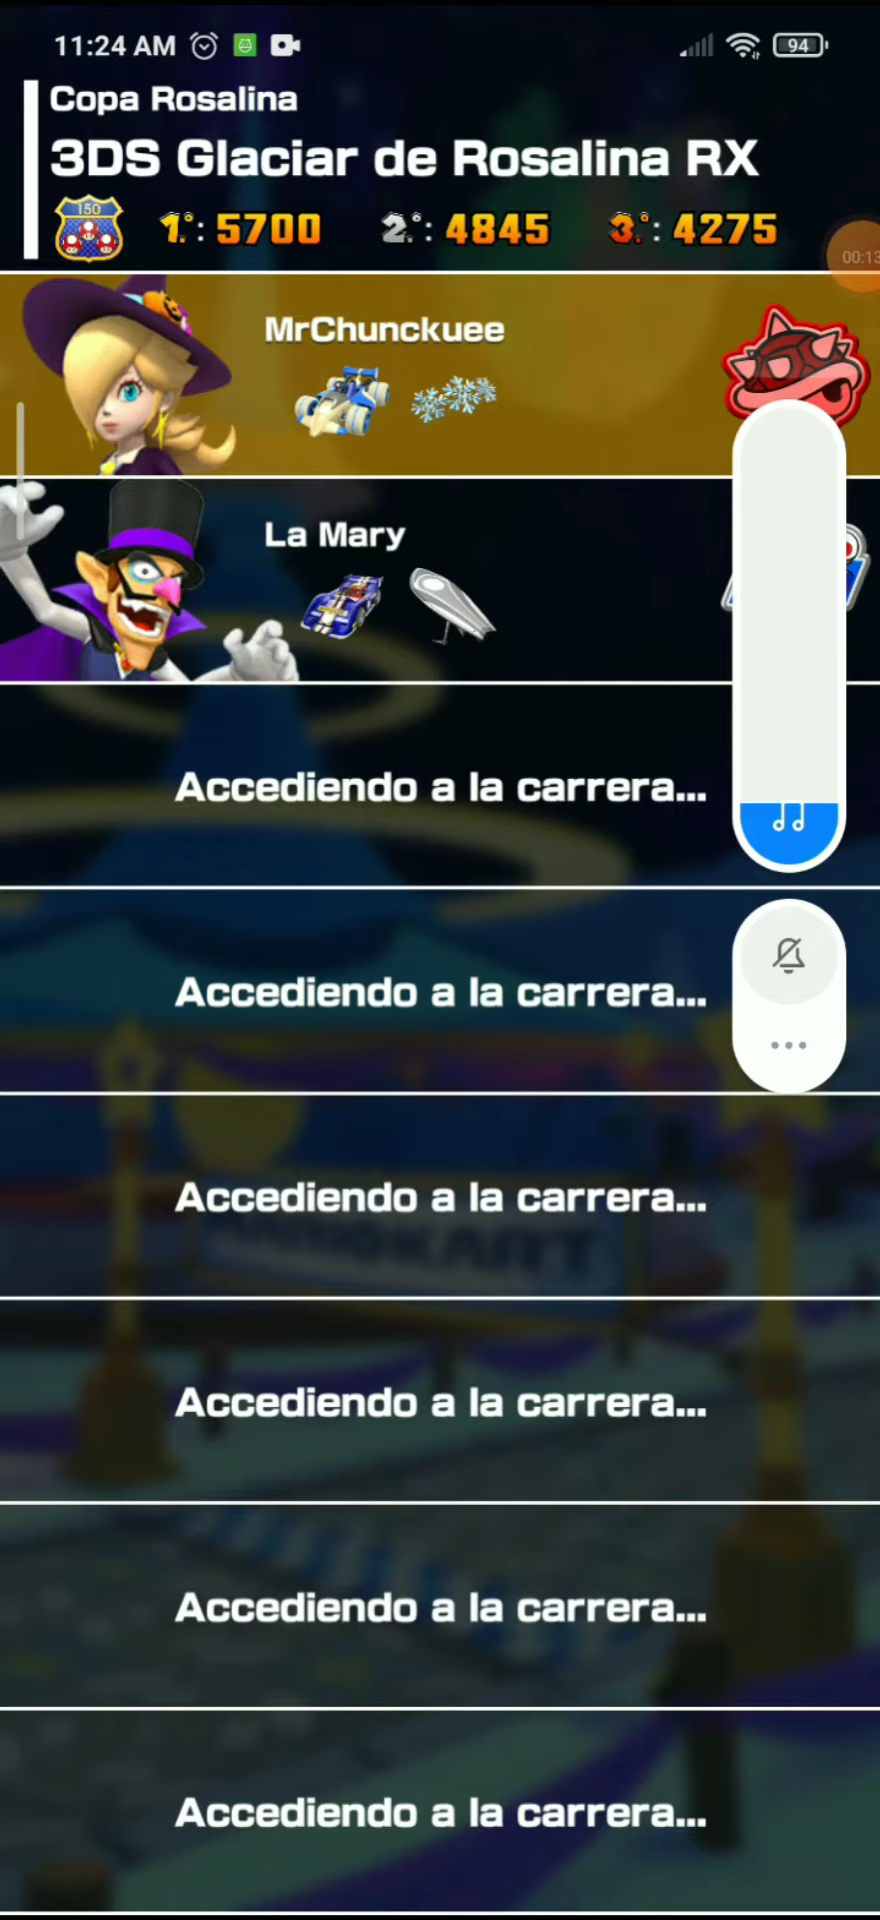 11:24 AM
94
Copa Rosalina
3DS Glaciar de Rosalina RX
150
1.°: 5700 2.°: 4845 3.°: 4275
00:13
MrChunckuee
La Mary
Accediendo a la carrera...
Accediendo a la carrera...
Accediendo a la carrera...
Accediendo a la carrera...
Accediendo a la carrera...
Accediendo a la carrera...